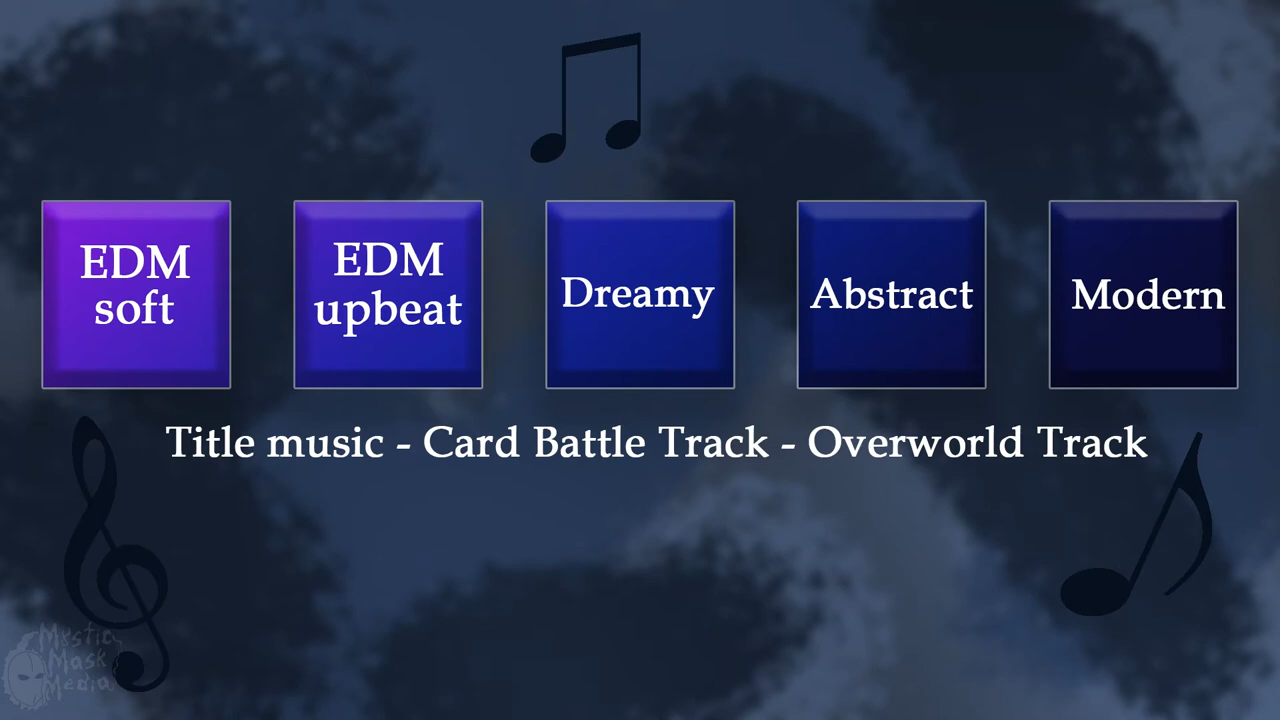 EDM
soft
EDM
upbeat
Dreamy
Abstract
Modern
Title music - Card Battle Track - Overworld Track
Mystic
Mask
Media